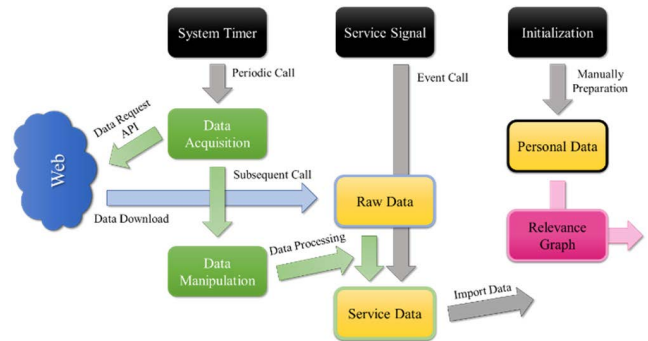 System Timer
Service Signal
Initialization
Periodic Call
Event Call
Manually
Preparation
Data Request
API
Data
Acquisition
Personal Data
Web
Subsequent Call
Data Download
Raw Data
Relevance
Graph
Data Processing
Data
Manipulation
Service Data
Import Data